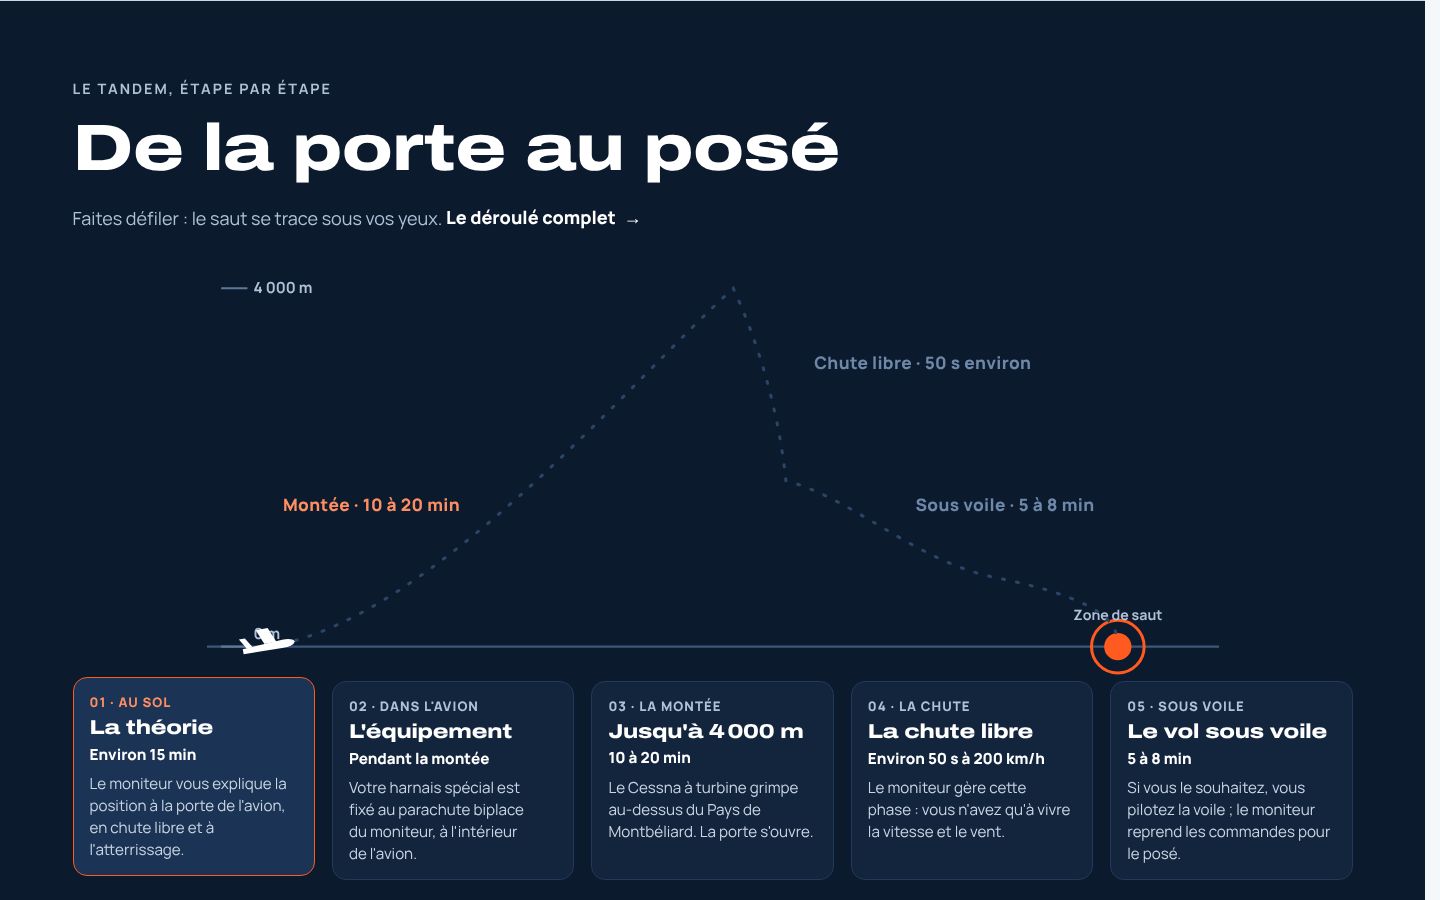 LE TANDEM, ÉTAPE PAR ÉTAPE
De la porte au posé
Faites défiler : le saut se trace sous vos yeux. Le déroulé complet →
4 000 m
Chute libre · 50 s environ
Montée · 10 à 20 min
Sous voile · 5 à 8 min
Zone de saut
0 m
01 · AU SOL
La théorie
Environ 15 min
Le moniteur vous explique la
position à la porte de l'avion,
en chute libre et à
l'atterrissage.
02 · DANS L'AVION
L'équipement
Pendant la montée
Votre harnais spécial est
fixé au parachute biplace
du moniteur, à l'intérieur
de l'avion.
03 · LA MONTÉE
Jusqu'à 4 000 m
10 à 20 min
Le Cessna à turbine grimpe
au-dessus du Pays de
Montbéliard. La porte s'ouvre.
04 · LA CHUTE
La chute libre
Environ 50 s à 200 km/h
Le moniteur gère cette
phase : vous n'avez qu'à vivre
la vitesse et le vent.
05 · SOUS VOILE
Le vol sous voile
5 à 8 min
Si vous le souhaitez, vous
pilotez la voile ; le moniteur
reprend les commandes pour
le posé.